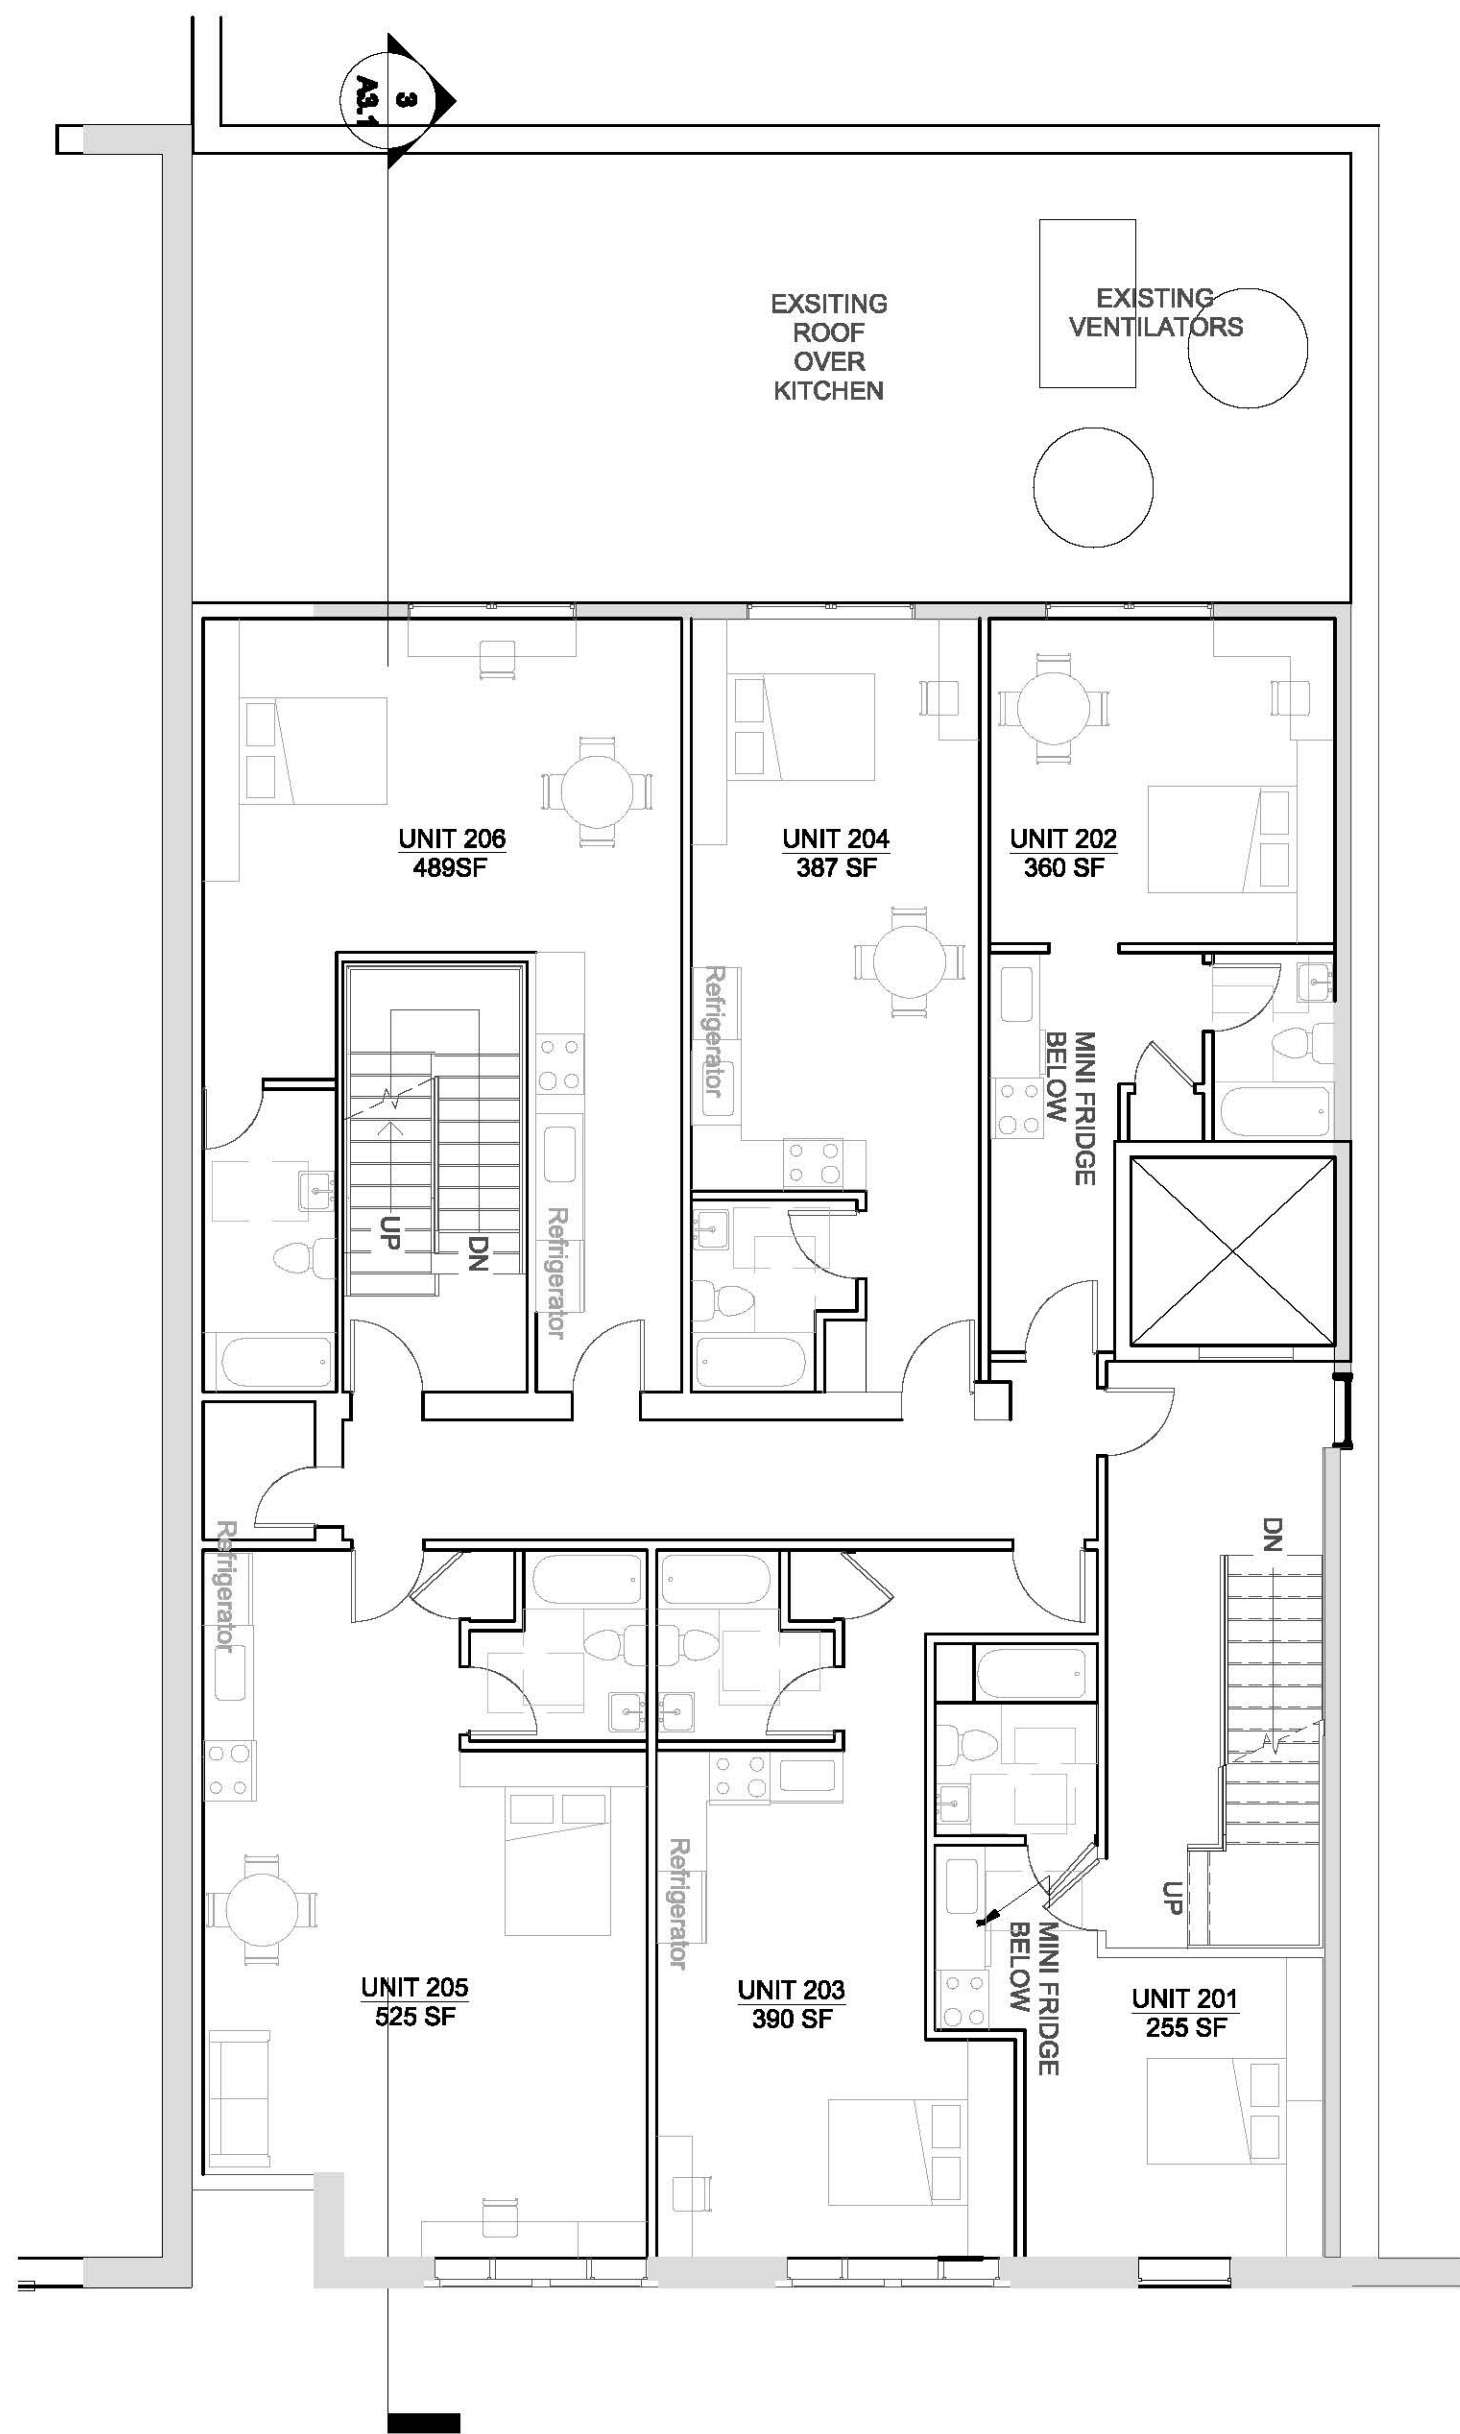 3
A3.1
EXSITING
ROOF
OVER
KITCHEN
EXISTING
VENTILATORS
UNIT 206
489SF
UNIT 204
387 SF
UNIT 202
360 SF
Refrigerator
MINI FRIDGE
BELOW
UP
DN
Refrigerator
Refrigerator
DN
UP
Refrigerator
MINI FRIDGE
BELOW
UNIT 205
525 SF
UNIT 203
390 SF
UNIT 201
255 SF